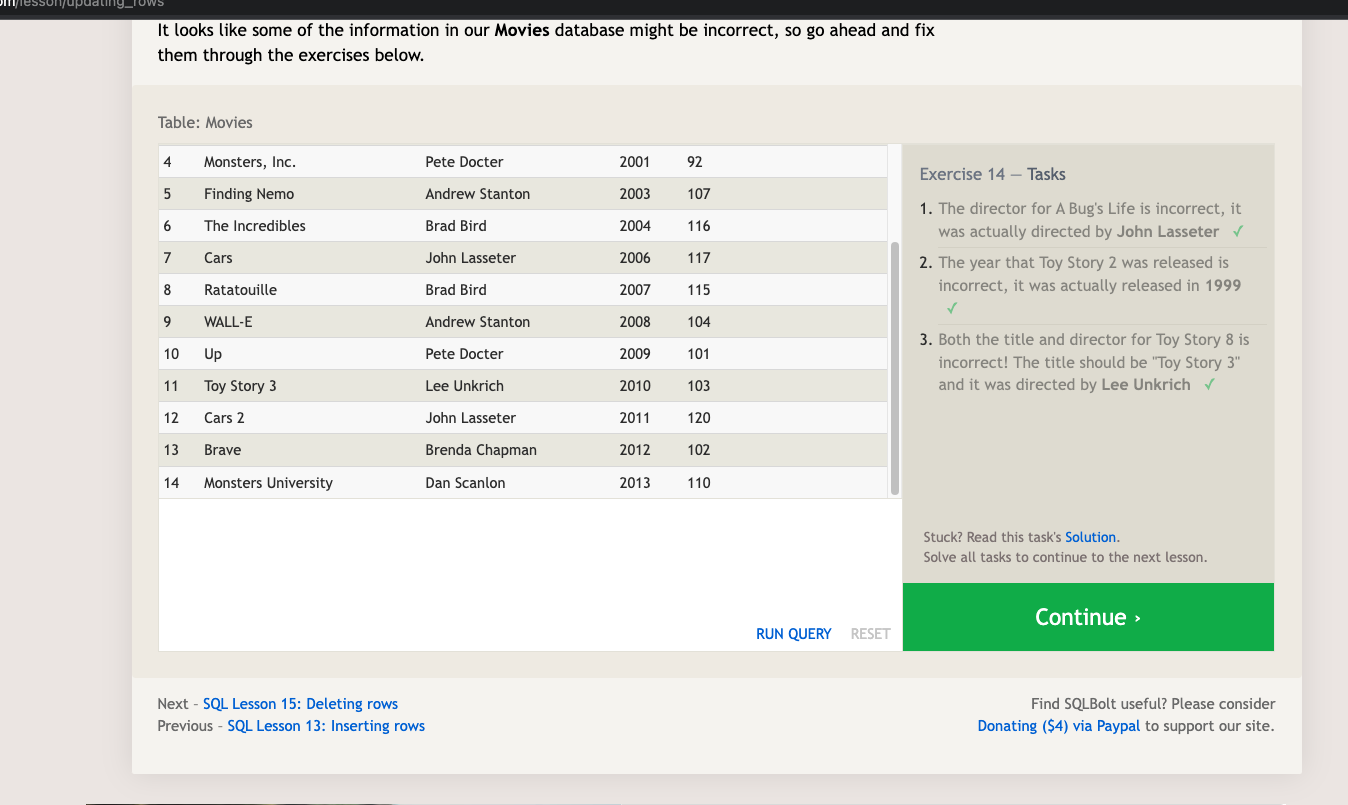 om/lesson/updating_rows
It looks like some of the information in our Movies database might be incorrect, so go ahead and fix
them through the exercises below.
Table: Movies
4 Monsters, Inc. Pete Docter 2001 92
5 Finding Nemo Andrew Stanton 2003 107
6 The Incredibles Brad Bird 2004 116
7 Cars John Lasseter 2006 117
8 Ratatouille Brad Bird 2007 115
9 WALL-E Andrew Stanton 2008 104
10 Up Pete Docter 2009 101
11 Toy Story 3 Lee Unkrich 2010 103
12 Cars 2 John Lasseter 2011 120
13 Brave Brenda Chapman 2012 102
14 Monsters University Dan Scanlon 2013 110
RUN QUERY RESET
Exercise 14 — Tasks
1. The director for A Bug's Life is incorrect, it
was actually directed by John Lasseter ✓
2. The year that Toy Story 2 was released is
incorrect, it was actually released in 1999
✓
3. Both the title and director for Toy Story 8 is
incorrect! The title should be "Toy Story 3"
and it was directed by Lee Unkrich ✓
Stuck? Read this task's Solution.
Solve all tasks to continue to the next lesson.
Continue ›
Next – SQL Lesson 15: Deleting rows
Previous – SQL Lesson 13: Inserting rows
Find SQLBolt useful? Please consider
Donating ($4) via Paypal to support our site.